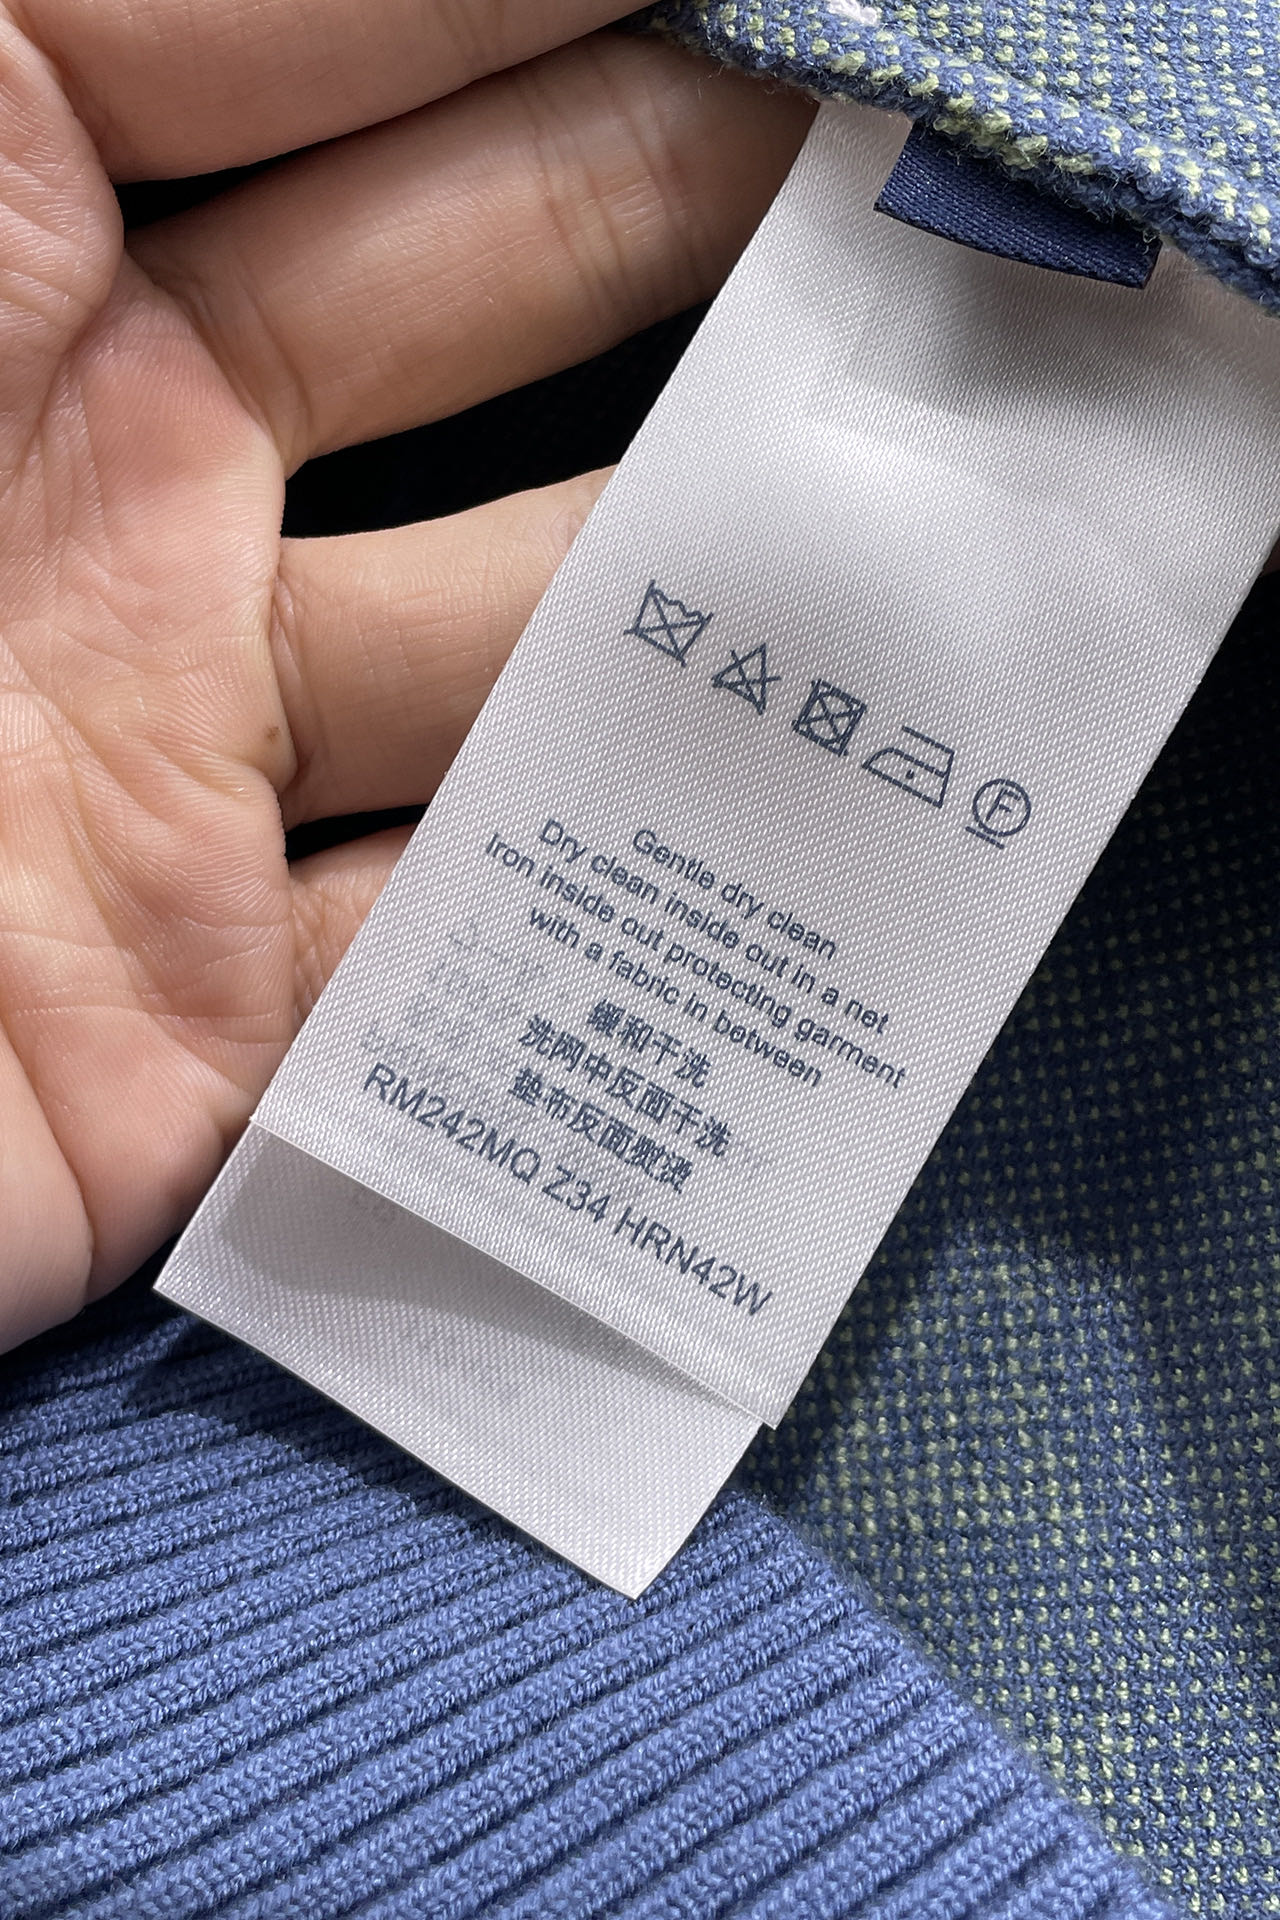 F
Gentle dry clean
Dry clean inside out in a net
Iron inside out protecting garment
with a fabric in between
缓和干洗
洗网中反面干洗
垫布反面熨烫
RM242MQ Z34 HRN42W